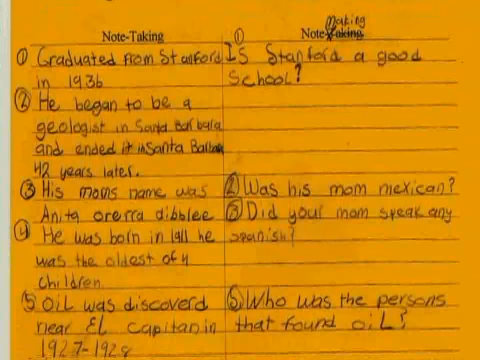 Note-Taking
① Graduated from Stanford
in 1936
② He began to be a
geologist in Santa Barbara
and ended it in Santa Barbara
42 years later.
③ His moms name was
Anita orerra dibblee
④ He was born in 1911 he
was the oldest of 4
children
⑤ OiL was discoverd
near EL Capitan in
1927-1928
① making
Note-Taking
Is Stanford a good
School?
② Was his mom mexican?
③ Did your mom speak any
spanish?
⑤ Who was the persons
that found oiL?